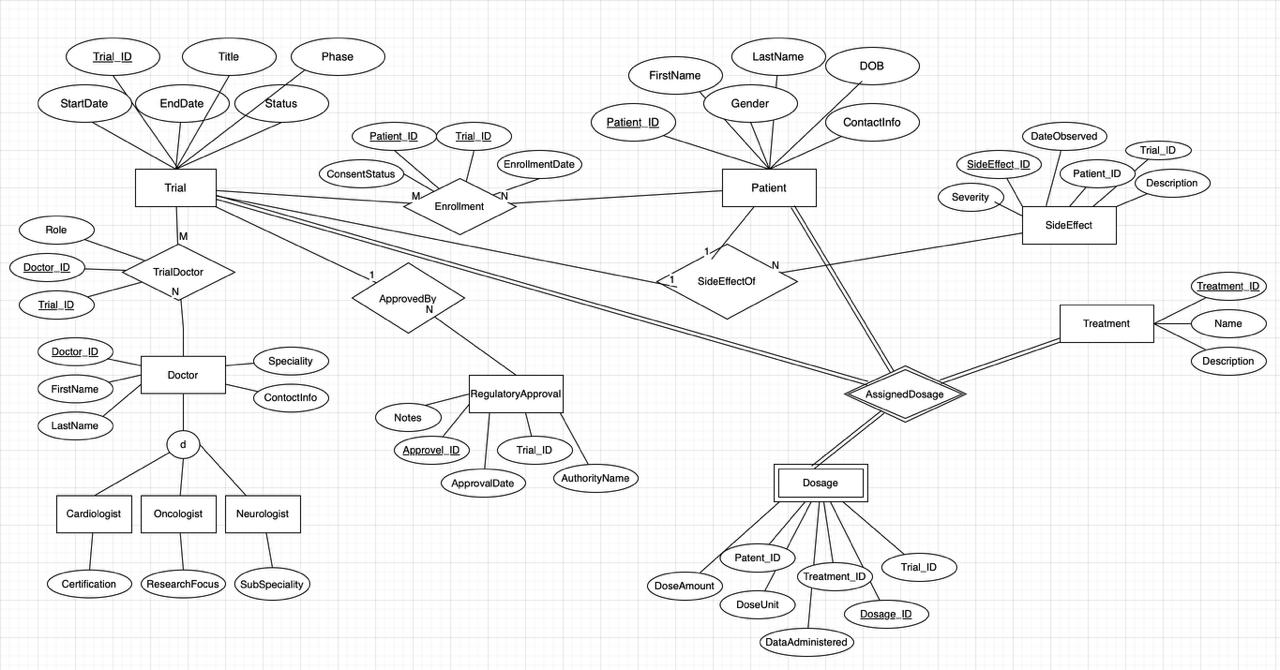 Trial_ID
Title
Phase
StartDate
EndDate
Status
Trial
Patient_ID
Trial_ID
ConsentStatus
EnrollmentDate
M
N
Enrollment
FirstName
LastName
DOB
Patient_ID
Gender
ContactInfo
Patient
DateObserved
SideEffect_ID
Trial_ID
Patient_ID
Severity
Description
SideEffect
Role
Doctor_ID
Trial_ID
M
TrialDoctor
N
1
ApprovedBy
N
1
1
N
SideEffectOf
Treatment_ID
Treatment
Name
Description
Doctor_ID
FirstName
LastName
Doctor
Speciality
ContoctInfo
d
Cardiologist
Oncologist
Neurologist
Certification
ResearchFocus
SubSpeciality
RegulatoryApproval
Notes
Approvel_ID
Trial_ID
ApprovalDate
AuthorityName
AssignedDosage
Dosage
Patent_ID
DoseAmount
Treatment_ID
Trial_ID
DoseUnit
Dosage_ID
DataAdministered